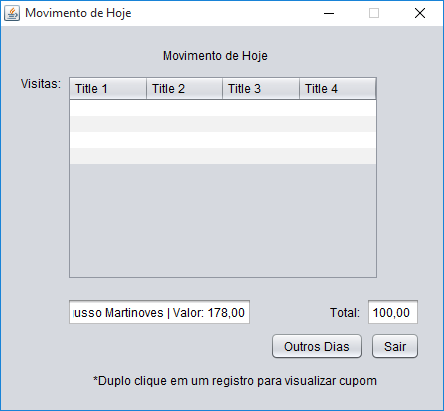 Movimento de Hoje
Movimento de Hoje
Visitas:
Title 1 Title 2 Title 3 Title 4
usso Martinoves | Valor: 178,00 Total: 100,00
Outros Dias Sair
*Duplo clique em um registro para visualizar cupom